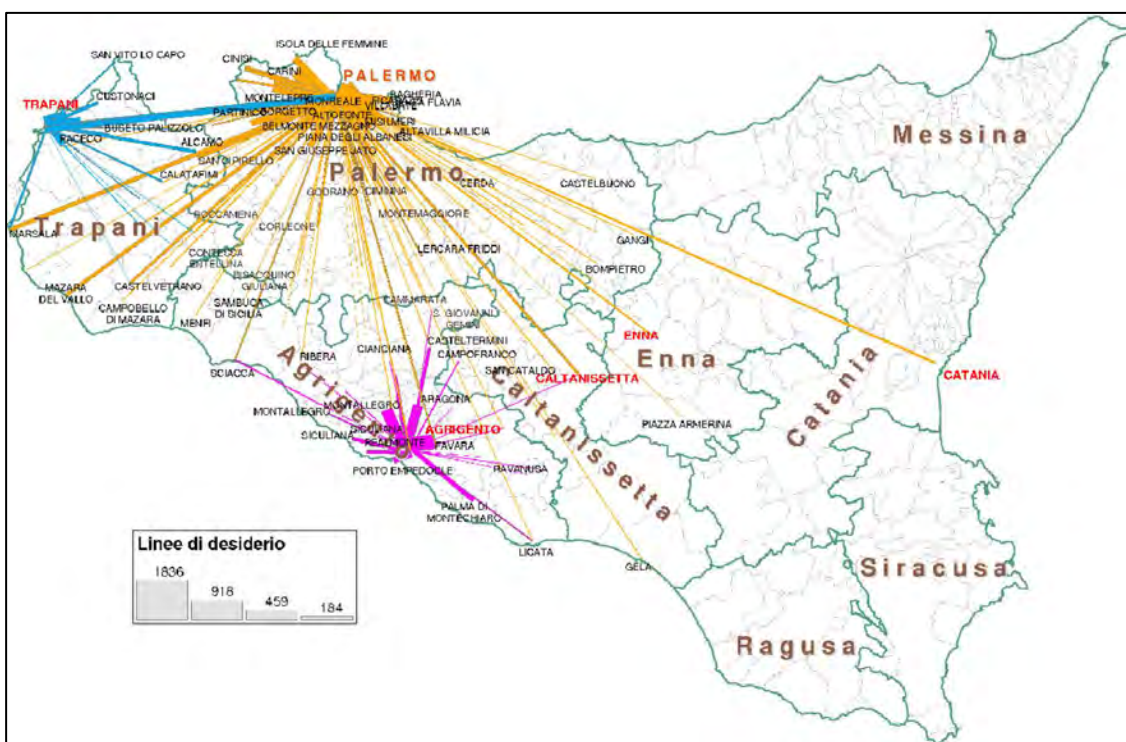 ISOLA DELLE FEMMINE
SAN VITO LO CAPO
CINISI
CARINI
PALERMO
TRAPANI
CUSTONACI
MONTELEPRE
BAGHERIA
MONREALE
FLAVIA
PARTINICO
BORGETTO
ALTOFONTE
MISILMERI
PACECO
BUSETO PALIZZOLO
BELMONTE MEZZAGNO
ALTAVILLA MILICIA
Messina
ALCAMO
PIANA DEGLI ALBANESI
SAN GIUSEPPE JATO
SAN CIPIRELLO
CALATAFIMI
Palermo
CERDA
CASTELBUONO
GODRANO
CIMINNA
ROCCAMENA
MONTEMAGGIORE
Trapani
MARSALA
CORLEONE
GANGI
CONTESSA
ENTELLINA
LERCARA FRIDDI
BOMPIETRO
BISACQUINO
GIULIANA
MAZARA
DEL VALLO
CASTELVETRANO
CAMPOBELLO
DI MAZARA
SAMBUCA
DI SICILIA
MENFI
CAMMARATA
S. GIOVANNI
GEMINI
ENNA
Enna
CASTELTERMINI
CIANCIANA
RIBERA
CAMPOFRANCO
SAN CATALDO
CALTANISSETTA
CATANIA
Catania
SCIACCA
Agrigento
Caltanissetta
MONTALLEGRO
MONTALLEGRO
ARAGONA
SICULIANA
SICULIANA
AGRIGENTO
REALMONTE
FAVARA
PIAZZA ARMERINA
PORTO EMPEDOCLE
RAVANUSA
PALMA DI
MONTECHIARO
LICATA
GELA
Siracusa
Ragusa
Linee di desiderio
1836
918
459
184